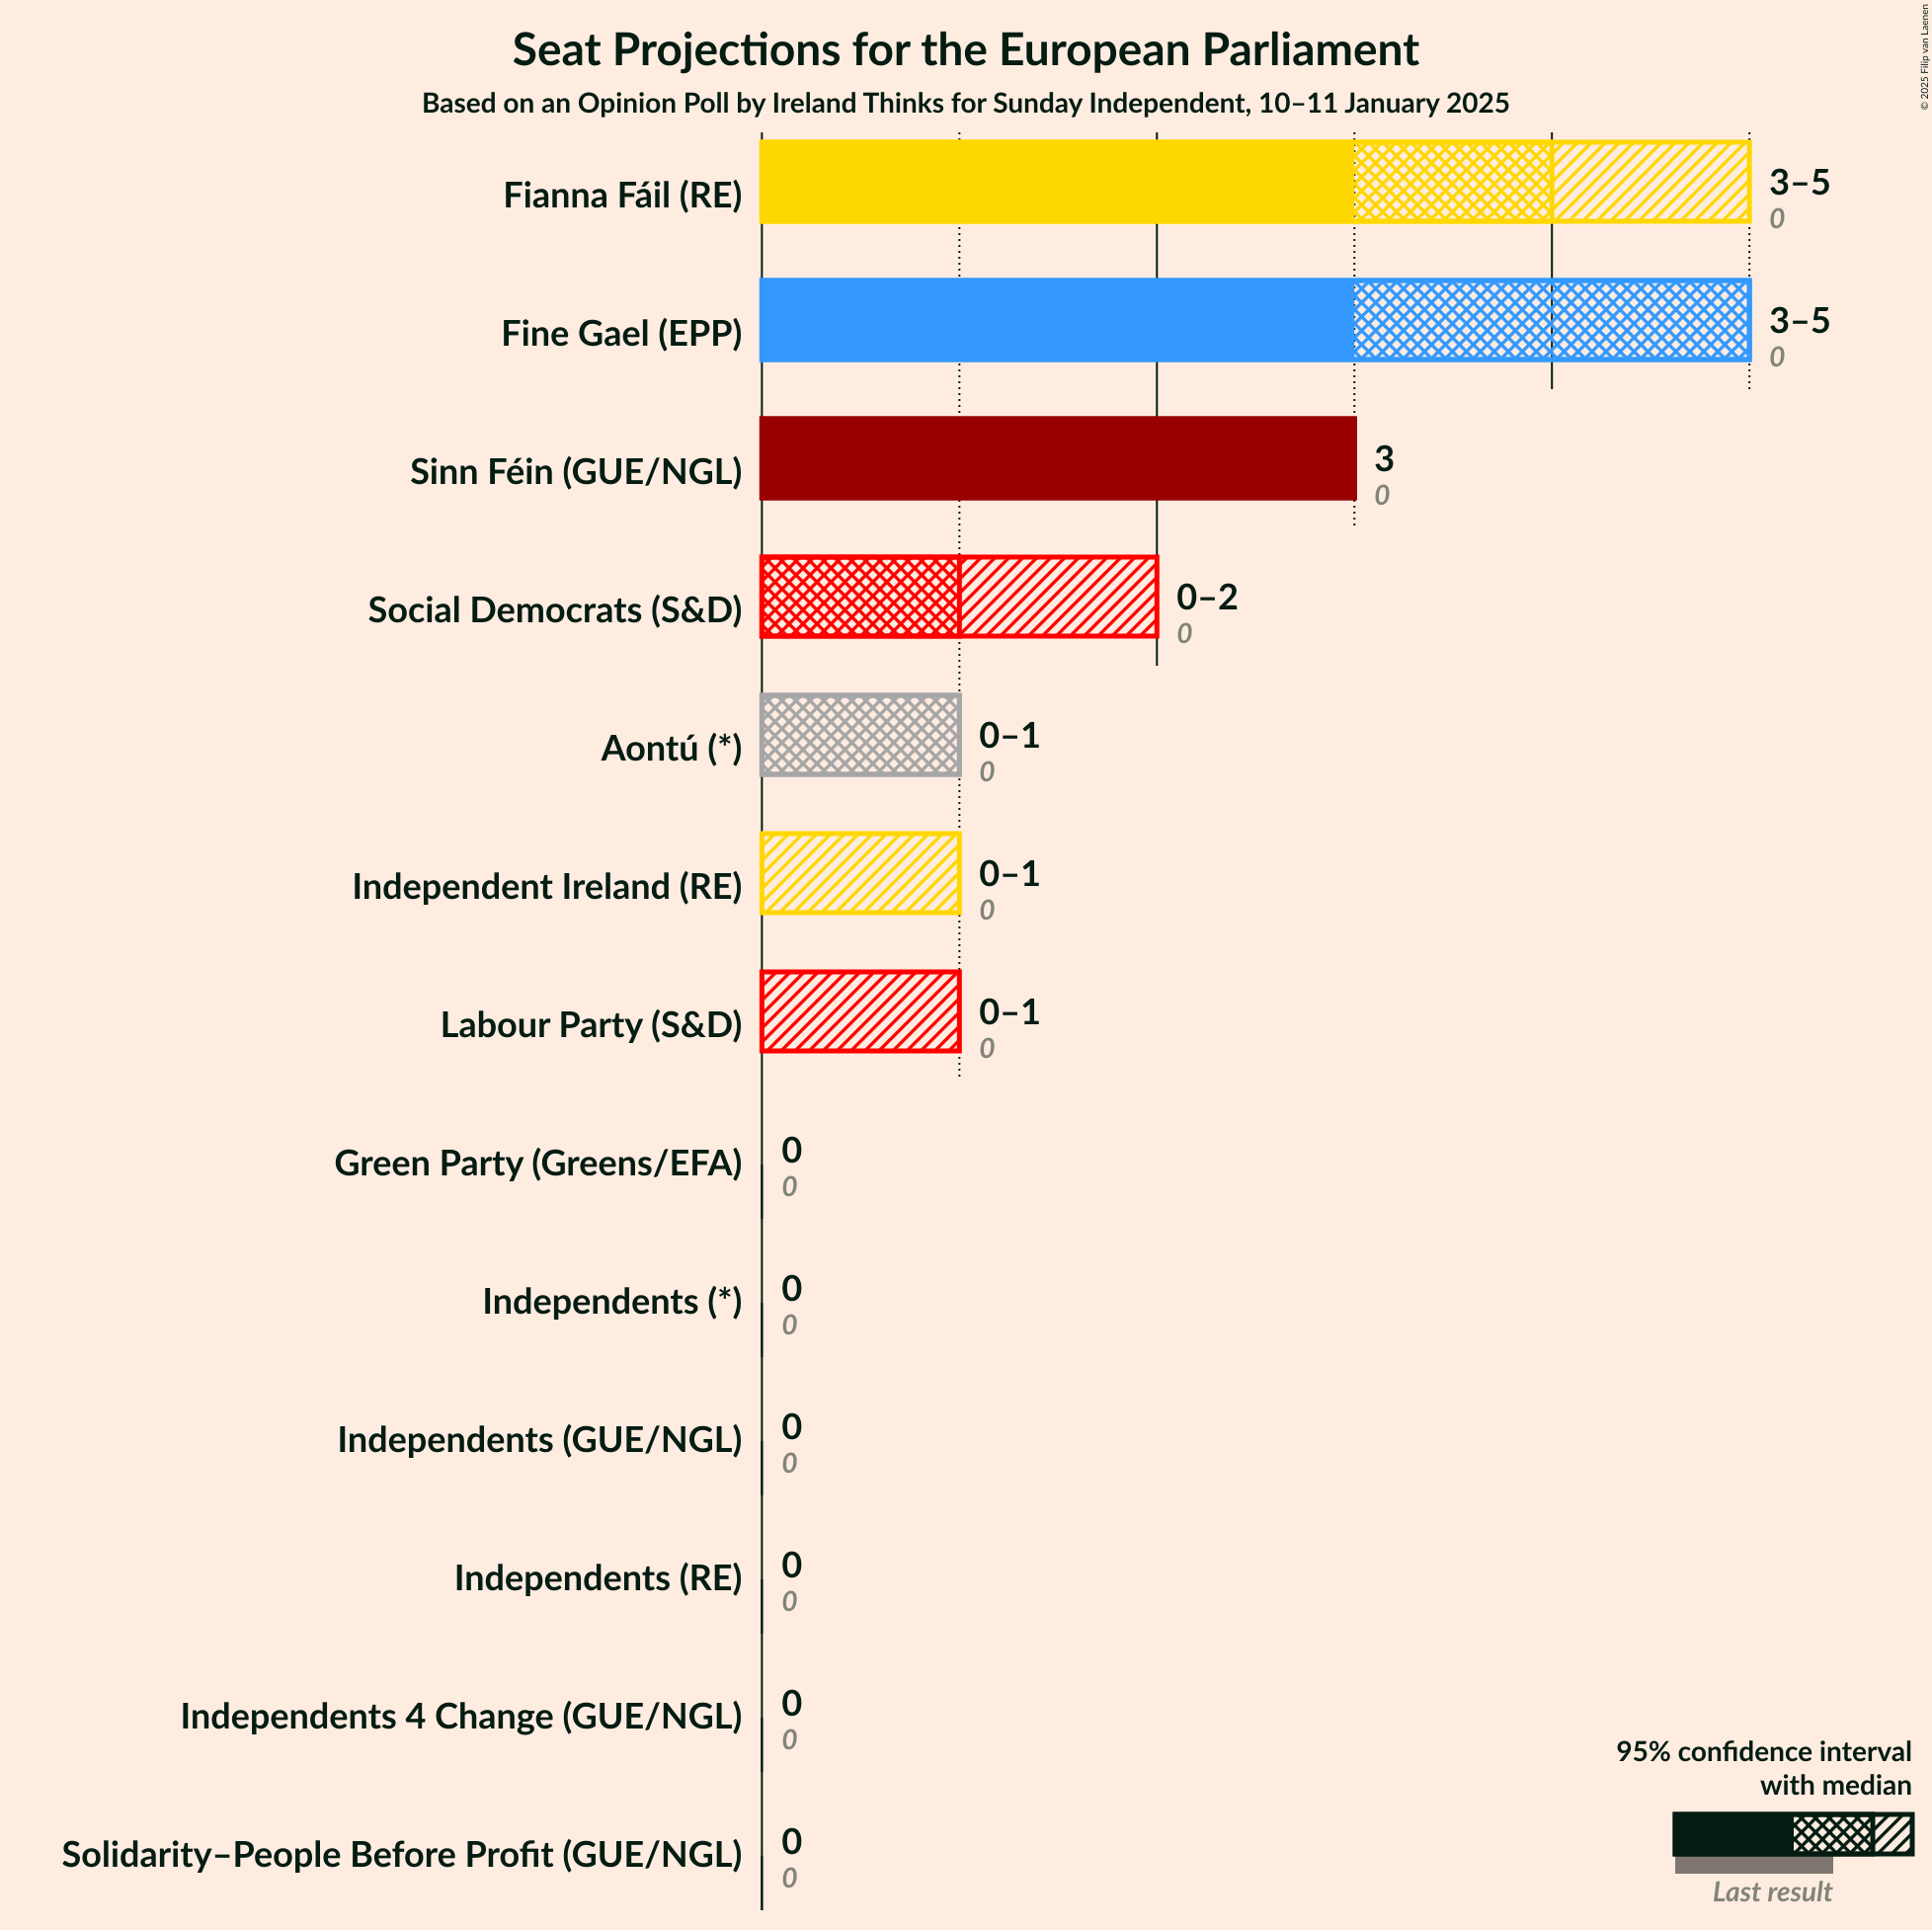 Seat Projections for the European Parliament
Based on an Opinion Poll by Ireland Thinks for Sunday Independent, 10–11 January 2025
© 2025 Filip van Laenen
Fianna Fáil (RE)
3–5
0
Fine Gael (EPP)
3–5
0
Sinn Féin (GUE/NGL)
3
0
Social Democrats (S&D)
0–2
0
Aontú (*)
0–1
0
Independent Ireland (RE)
0–1
0
Labour Party (S&D)
0–1
0
Green Party (Greens/EFA)
0
0
Independents (*)
0
0
Independents (GUE/NGL)
0
0
Independents (RE)
0
0
Independents 4 Change (GUE/NGL)
0
0
Solidarity–People Before Profit (GUE/NGL)
0
0
95% confidence interval
with median
Last result